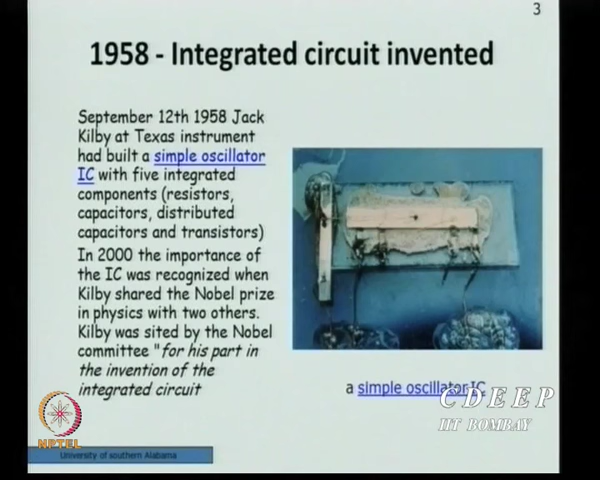 3
1958 - Integrated circuit invented
September 12th 1958 Jack
Kilby at Texas instrument
had built a simple oscillator
IC with five integrated
components (resistors,
capacitors, distributed
capacitors and transistors)
In 2000 the importance of
the IC was recognized when
Kilby shared the Nobel prize
in physics with two others.
Kilby was sited by the Nobel
committee "for his part in
the invention of the
integrated circuit
a simple oscillator IC
CDEEP
IIT BOMBAY
NPTEL
University of southern Alabama